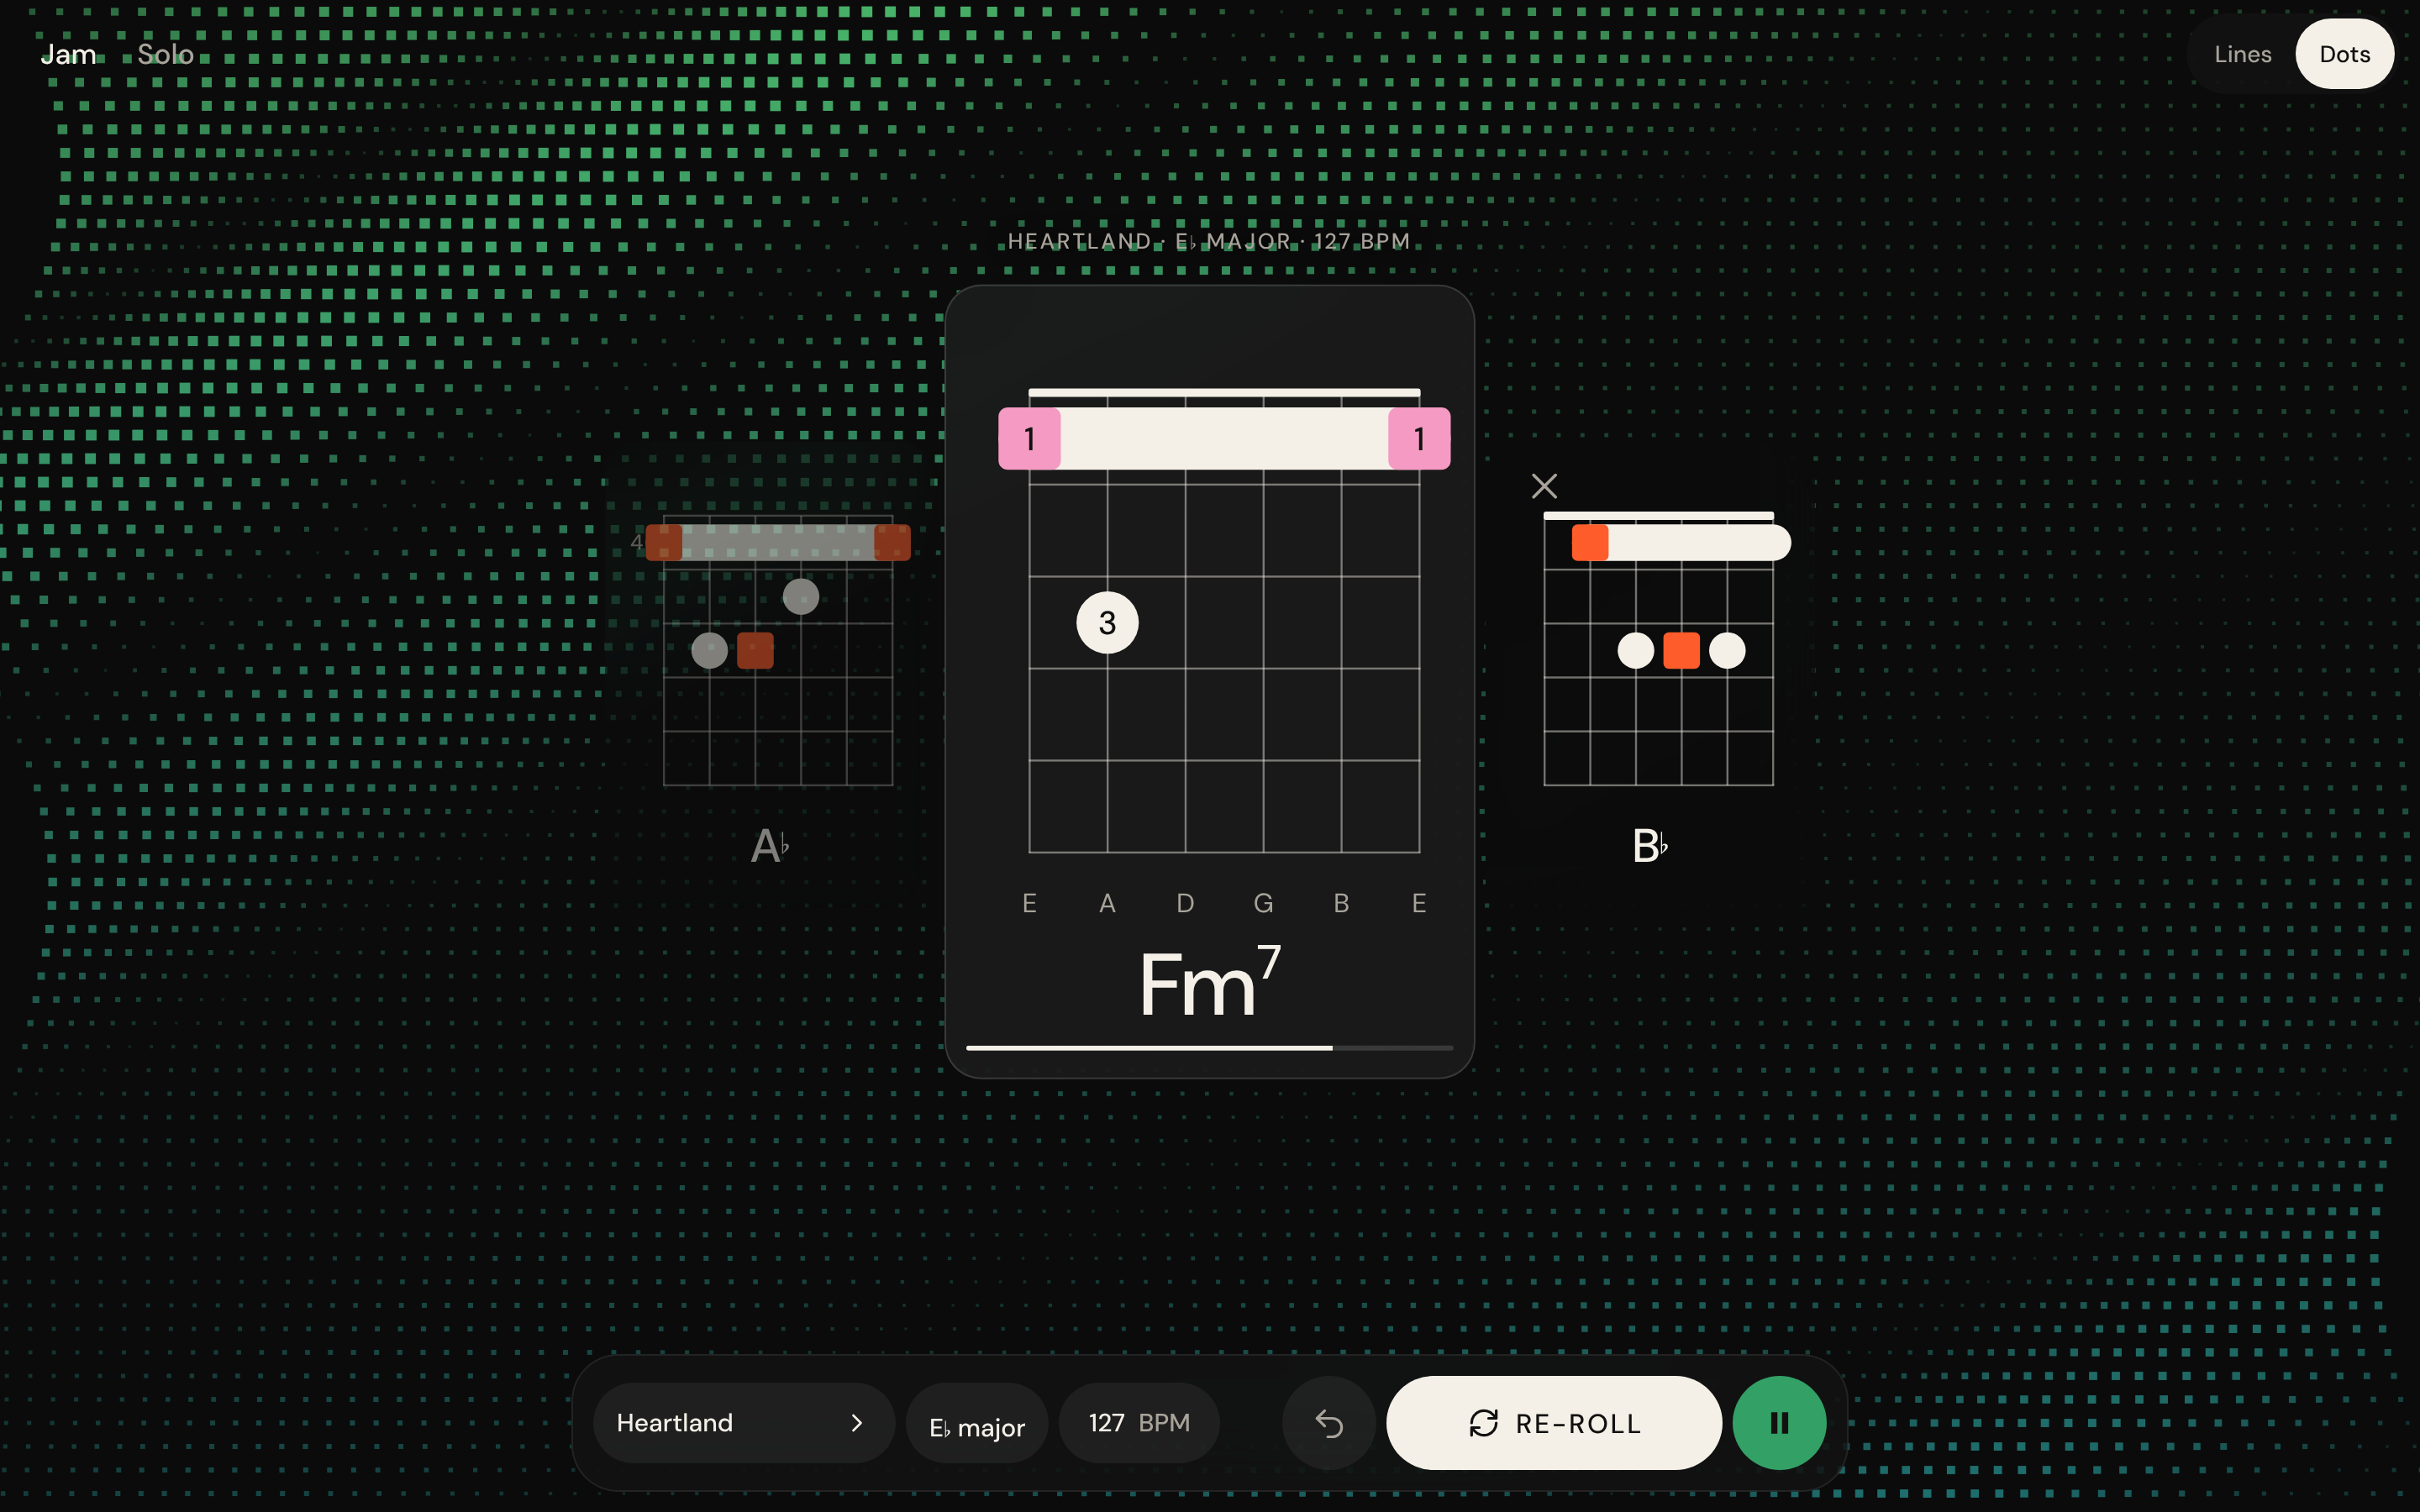 Jam Solo Lines Dots
HEARTLAND · E♭ MAJOR · 127 BPM
1 1
4
3
A♭ B♭
E A D G B E
Fm7
Heartland E♭ major 127 BPM RE-ROLL